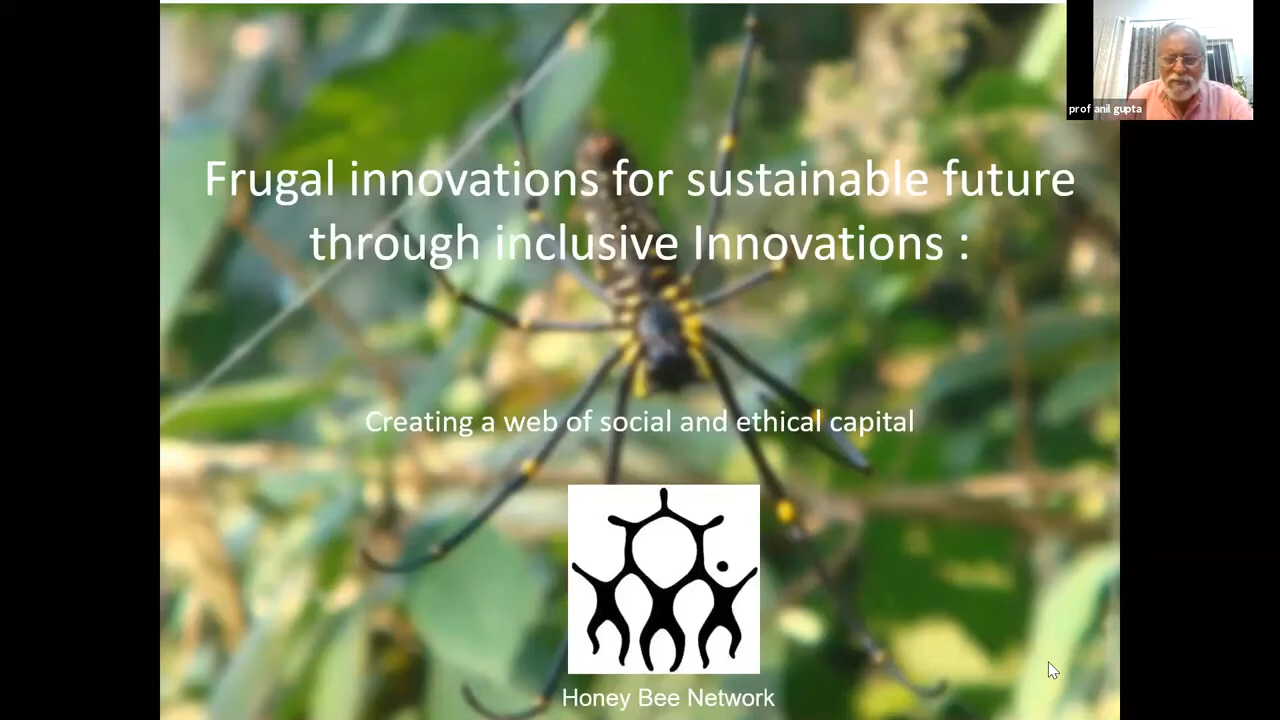 prof anil gupta
Frugal innovations for sustainable future
through inclusive Innovations :
Creating a web of social and ethical capital
Honey Bee Network